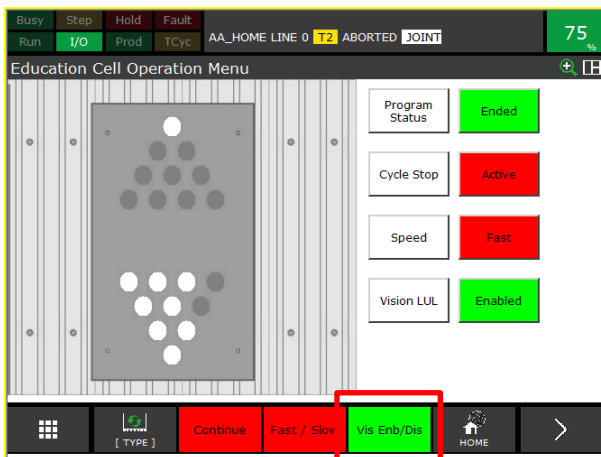 Busy Step Hold Fault
Run I/O Prod TCyc
AA_HOME LINE 0 T2 ABORTED JOINT
75
%
Education Cell Operation Menu
Program
Status
Ended
Cycle Stop
Active
Speed
Fast
Vision LUL
Enabled
[ TYPE ]
Continue
Fast / Slow
Vis Enb/Dis
HOME